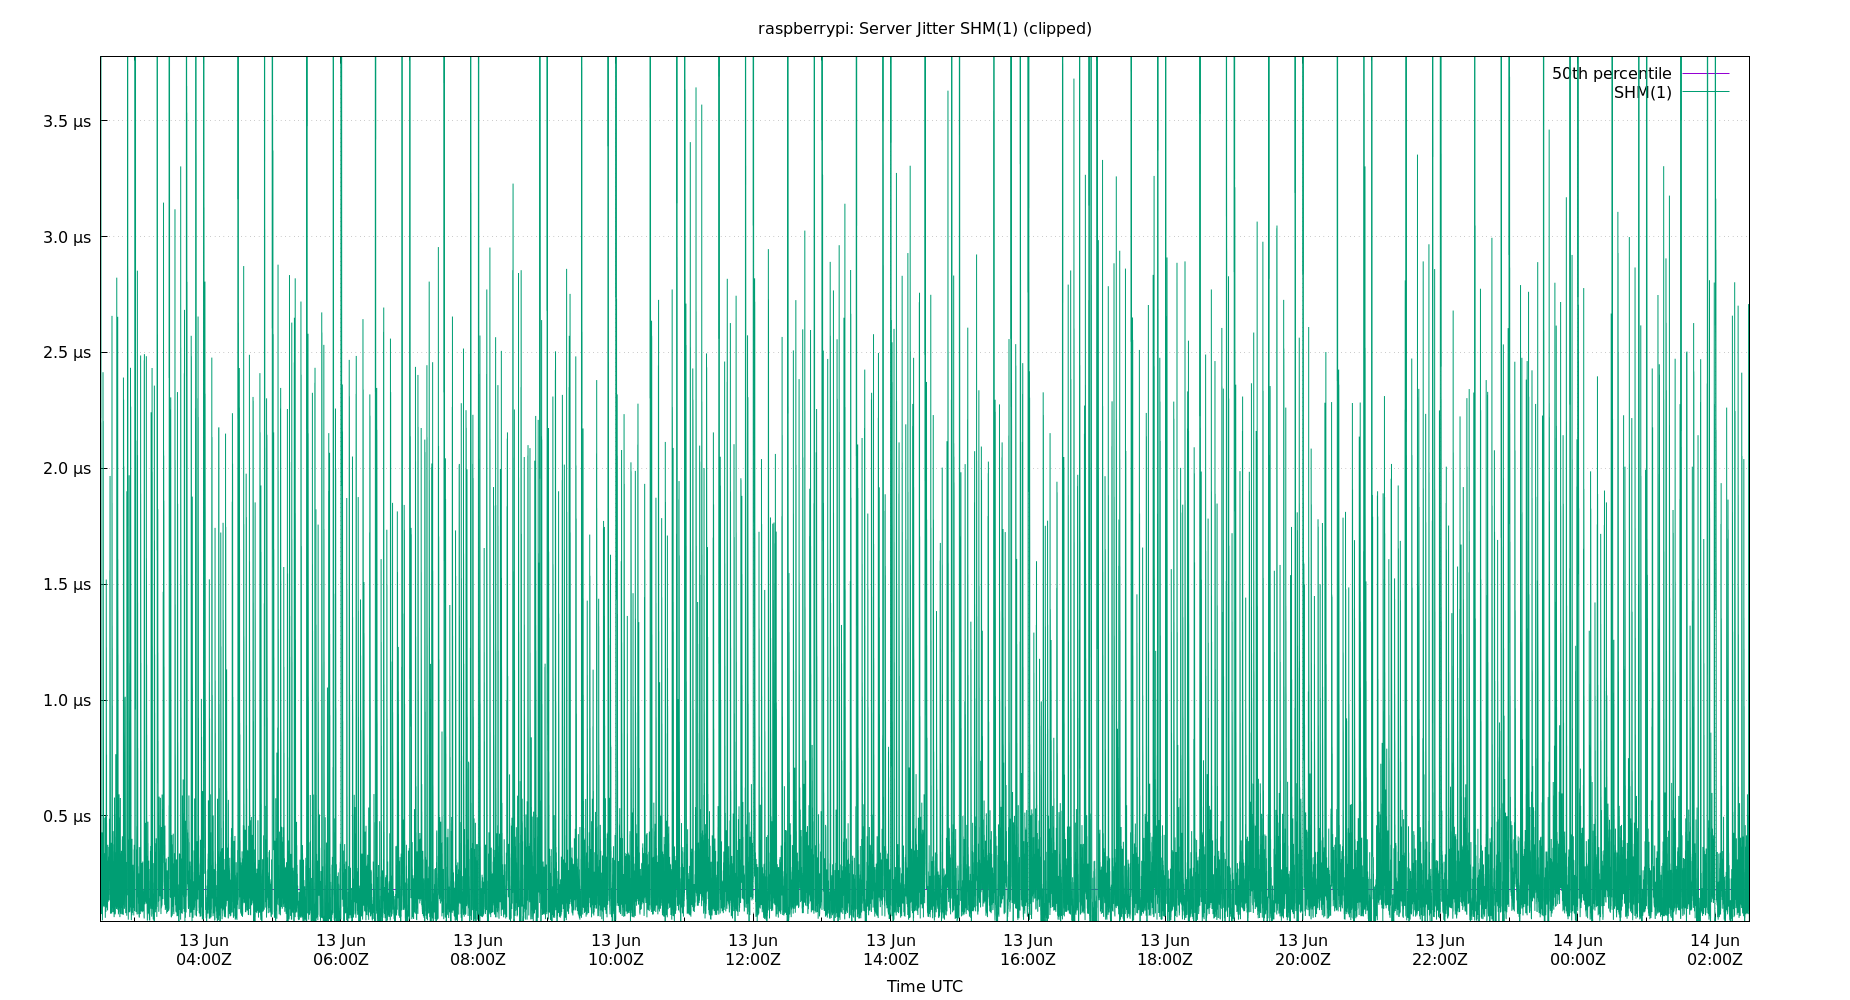 raspberrypi: Server Jitter SHM(1) (clipped)
50th percentile
SHM(1)
3.5 µs
3.0 µs
2.5 µs
2.0 µs
1.5 µs
1.0 µs
0.5 µs
13 Jun 13 Jun 13 Jun 13 Jun 13 Jun 13 Jun 13 Jun 13 Jun 13 Jun 13 Jun 14 Jun 14 Jun
04:00Z 06:00Z 08:00Z 10:00Z 12:00Z 14:00Z 16:00Z 18:00Z 20:00Z 22:00Z 00:00Z 02:00Z
Time UTC